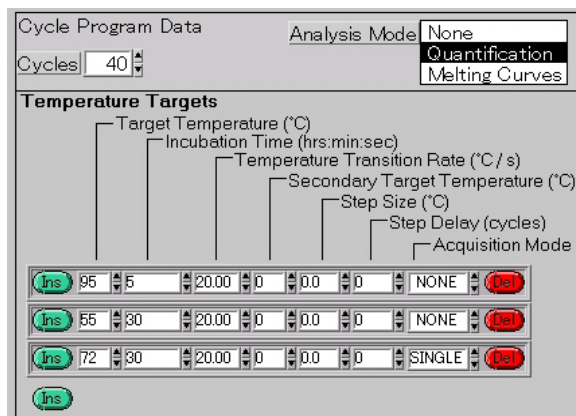 Cycle Program Data
Analysis Mode None
Quantification
Melting Curves
Cycles 40
Temperature Targets
Target Temperature (°C)
Incubation Time (hrs:min:sec)
Temperature Transition Rate (°C / s)
Secondary Target Temperature (°C)
Step Size (°C)
Step Delay (cycles)
Acquisition Mode
Ins 95 5 20.00 0 0.0 0 NONE Del
Ins 55 30 20.00 0 0.0 0 NONE Del
Ins 72 30 20.00 0 0.0 0 SINGLE Del
Ins